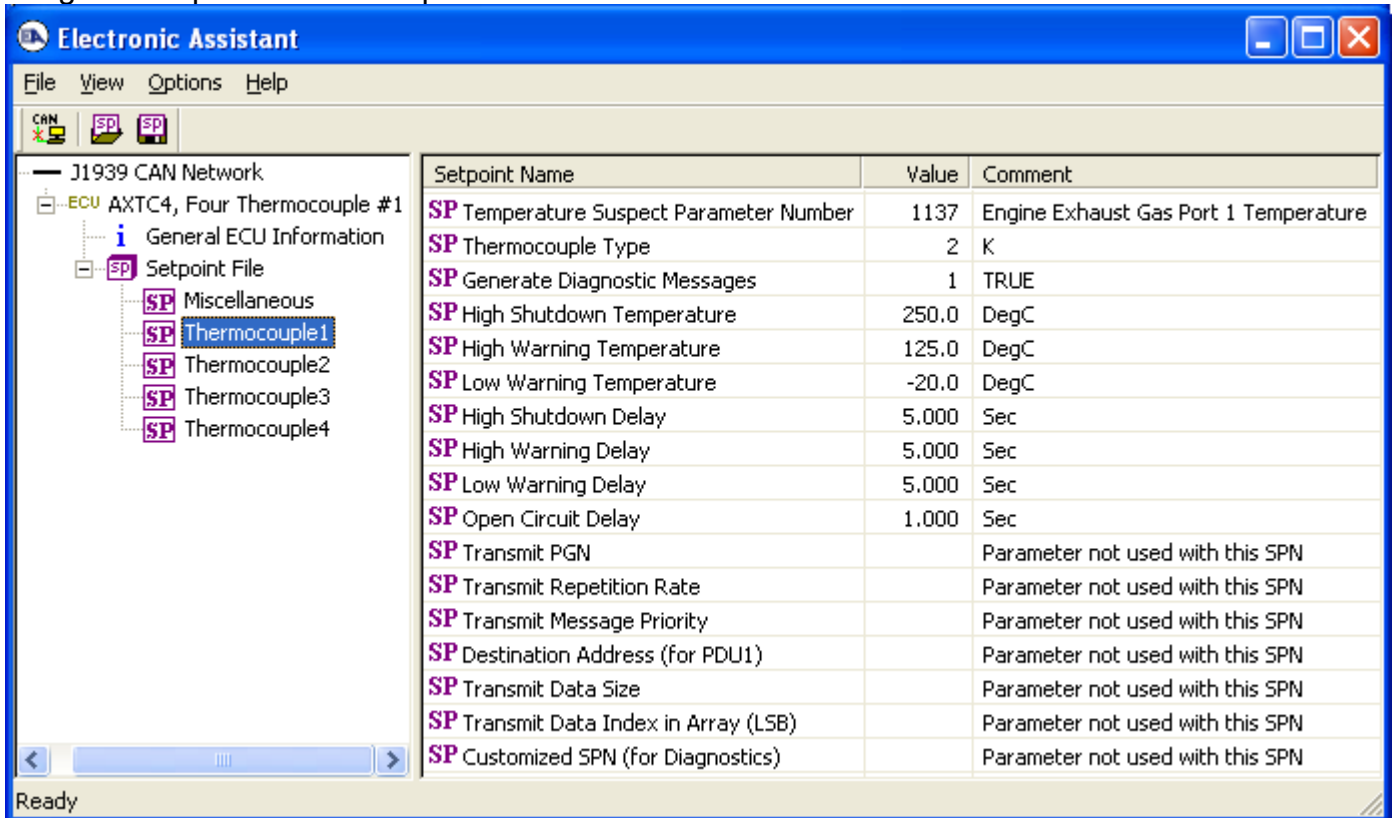 Electronic Assistant
File View Options Help
CAN SP SP
J1939 CAN Network
ECU AXTC4, Four Thermocouple #1
i General ECU Information
SP Setpoint File
SP Miscellaneous
SP Thermocouple1
SP Thermocouple2
SP Thermocouple3
SP Thermocouple4
Setpoint Name Value Comment
SP Temperature Suspect Parameter Number 1137 Engine Exhaust Gas Port 1 Temperature
SP Thermocouple Type 2 K
SP Generate Diagnostic Messages 1 TRUE
SP High Shutdown Temperature 250.0 DegC
SP High Warning Temperature 125.0 DegC
SP Low Warning Temperature -20.0 DegC
SP High Shutdown Delay 5.000 Sec
SP High Warning Delay 5.000 Sec
SP Low Warning Delay 5.000 Sec
SP Open Circuit Delay 1.000 Sec
SP Transmit PGN Parameter not used with this SPN
SP Transmit Repetition Rate Parameter not used with this SPN
SP Transmit Message Priority Parameter not used with this SPN
SP Destination Address (for PDU1) Parameter not used with this SPN
SP Transmit Data Size Parameter not used with this SPN
SP Transmit Data Index in Array (LSB) Parameter not used with this SPN
SP Customized SPN (for Diagnostics) Parameter not used with this SPN
Ready